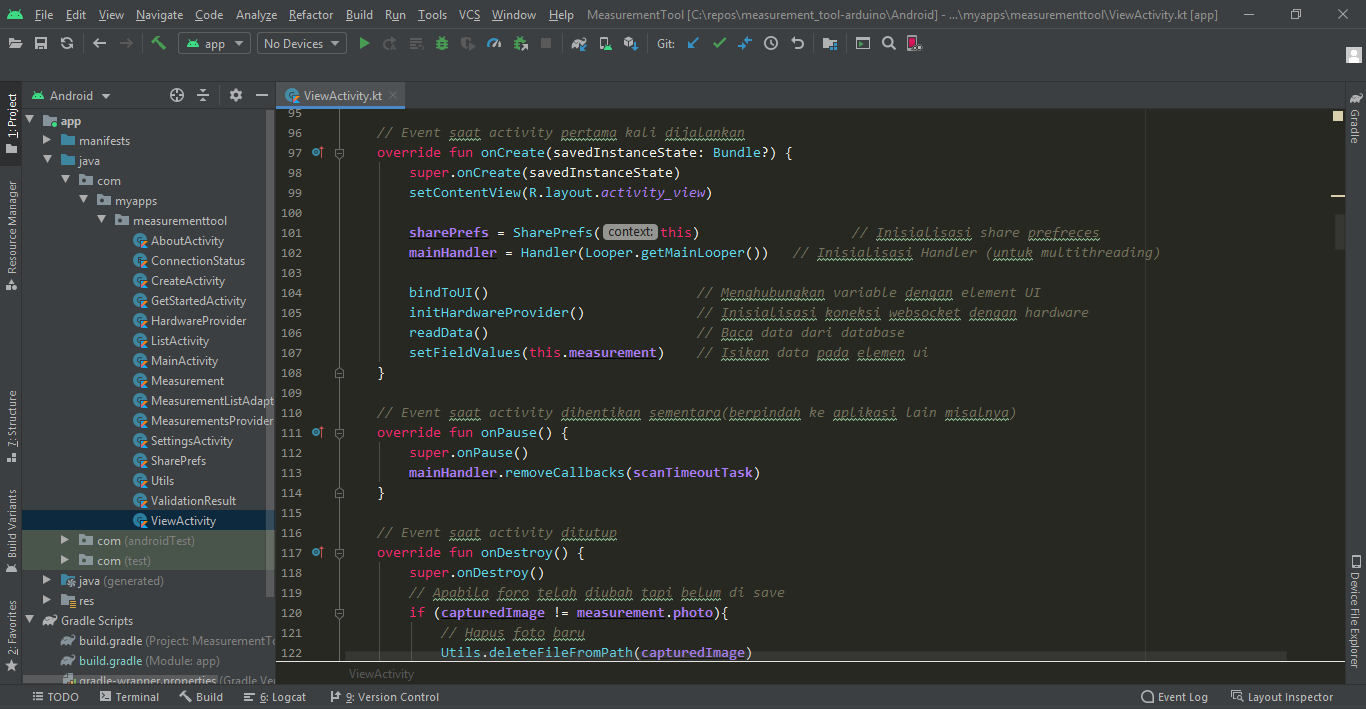 File Edit View Navigate Code Analyze Refactor Build Run Tools VCS Window Help MeasurementTool [C:\repos\measurement_tool-arduino\Android] - ...\myapps\measurementtool\ViewActivity.kt [app]
app No Devices Git:
Android
ViewActivity.kt
1: Project
Resource Manager
7: Structure
Build Variants
2: Favorites
app
manifests
java
com
myapps
measurementtool
AboutActivity
ConnectionStatus
CreateActivity
GetStartedActivity
HardwareProvider
ListActivity
MainActivity
Measurement
MeasurementListAdapt
MeasurementsProvider
SettingsActivity
SharePrefs
Utils
ValidationResult
ViewActivity
com (androidTest)
com (test)
java (generated)
res
Gradle Scripts
build.gradle (Project: MeasurementTo
build.gradle (Module: app)
gradle-wrapper.properties (Gradle Ver
95
96 // Event saat activity pertama kali dijalankan
97 override fun onCreate(savedInstanceState: Bundle?) {
98 super.onCreate(savedInstanceState)
99 setContentView(R.layout.activity_view)
100
101 sharePrefs = SharePrefs( context: this) // Inisialisasi share prefreces
102 mainHandler = Handler(Looper.getMainLooper()) // Inisialisasi Handler (untuk multithreading)
103
104 bindToUI() // Menghubungkan variable dengan element UI
105 initHardwareProvider() // Inisialisasi koneksi websocket dengan hardware
106 readData() // Baca data dari database
107 setFieldValues(this.measurement) // Isikan data pada elemen ui
108 }
109
110 // Event saat activity dihentikan sementara(berpindah ke aplikasi lain misalnya)
111 override fun onPause() {
112 super.onPause()
113 mainHandler.removeCallbacks(scanTimeoutTask)
114 }
115
116 // Event saat activity ditutup
117 override fun onDestroy() {
118 super.onDestroy()
119 // Apabila foro telah diubah tapi belum di save
120 if (capturedImage != measurement.photo){
121 // Hapus foto baru
122 Utils.deleteFileFromPath(capturedImage)
ViewActivity
Gradle
Device File Explorer
TODO Terminal Build 6: Logcat 9: Version Control Event Log Layout Inspector